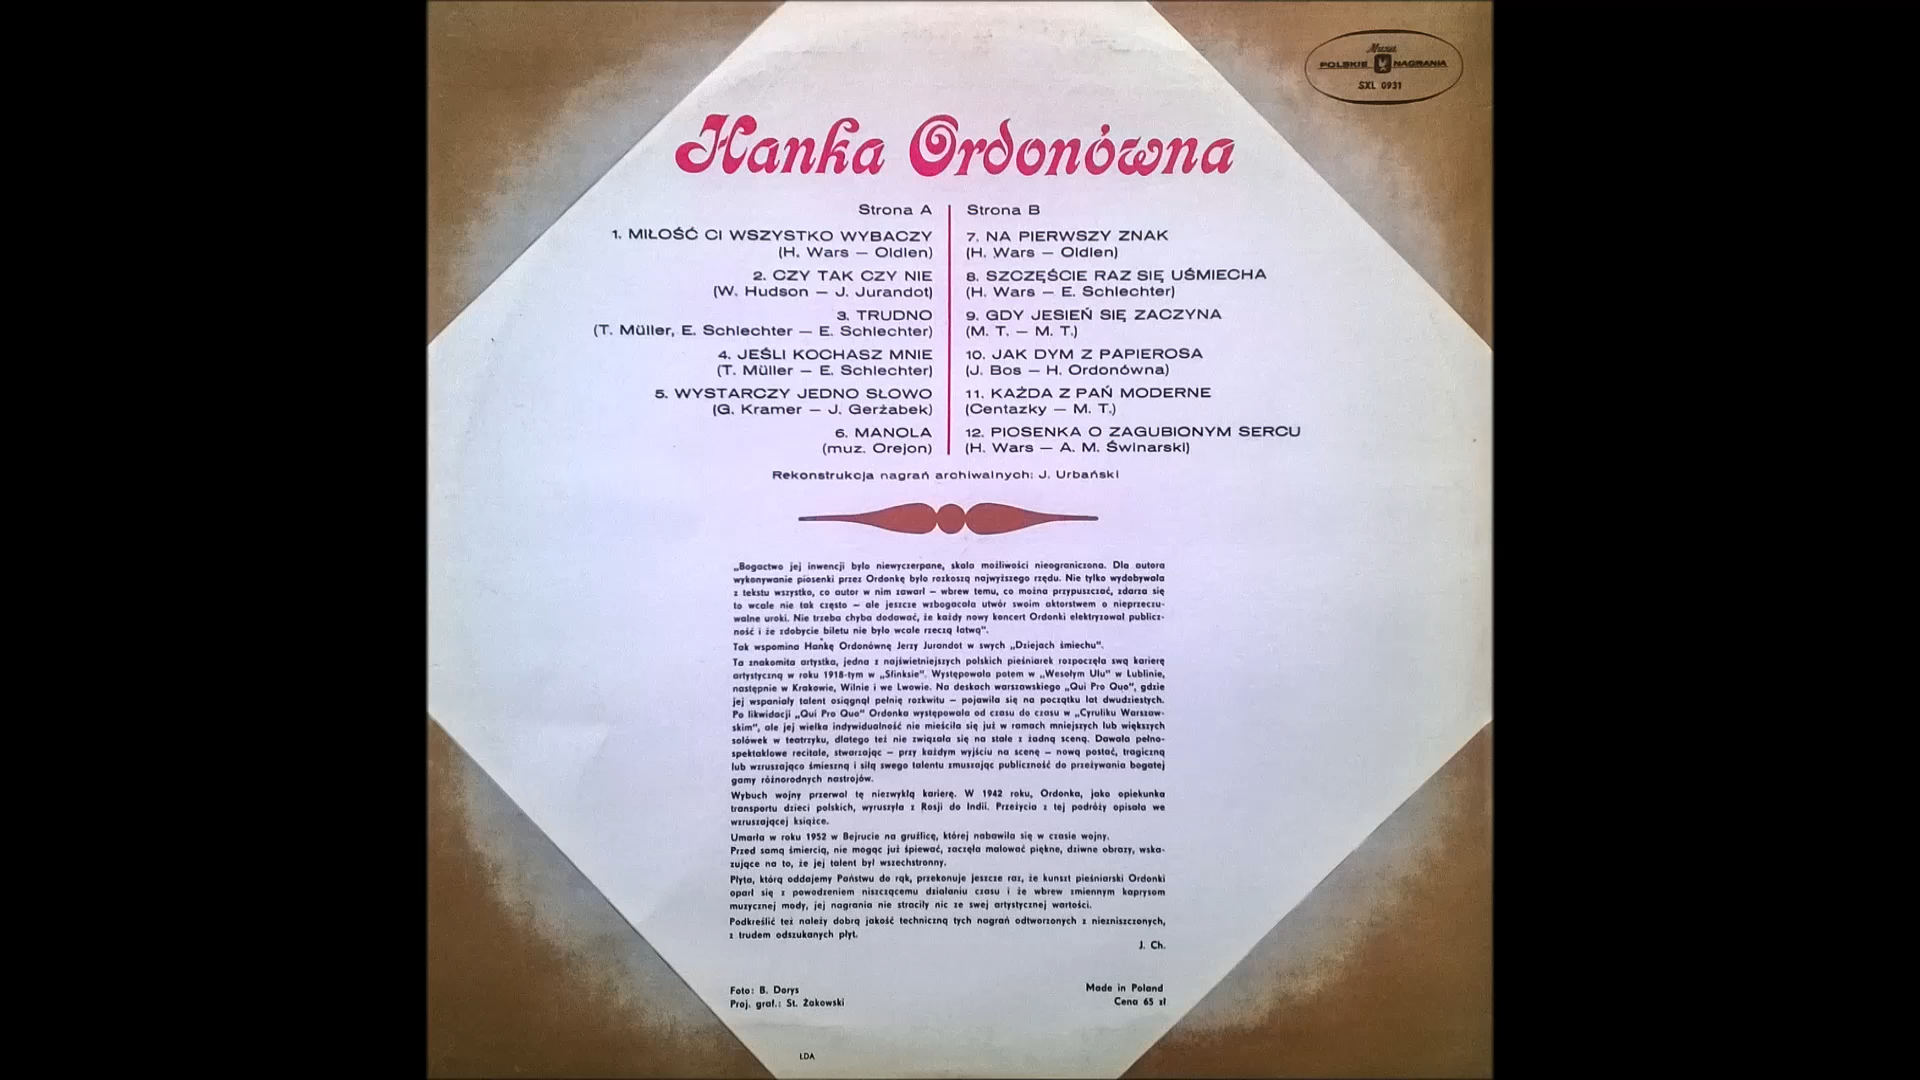 Muza
POLSKIE NAGRANIA
SXL 0931
Hanka Ordonówna
Strona A
1. MIŁOŚĆ CI WSZYSTKO WYBACZY
(H. Wars — Oldlen)
2. CZY TAK CZY NIE
(W. Hudson — J. Jurandot)
3. TRUDNO
(T. Müller, E. Schlechter — E. Schlechter)
4. JEŚLI KOCHASZ MNIE
(T. Müller — E. Schlechter)
5. WYSTARCZY JEDNO SŁOWO
(G. Kramer — J. Gerżabek)
6. MANOLA
(muz. Orejon)
Strona B
7. NA PIERWSZY ZNAK
(H. Wars — Oldlen)
8. SZCZĘŚCIE RAZ SIĘ UŚMIECHA
(H. Wars — E. Schlechter)
9. GDY JESIEŃ SIĘ ZACZYNA
(M. T. — M. T.)
10. JAK DYM Z PAPIEROSA
(J. Bos — H. Ordonówna)
11. KAŻDA Z PAŃ MODERNE
(Centazky — M. T.)
12. PIOSENKA O ZAGUBIONYM SERCU
(H. Wars — A. M. Świnarski)
Rekonstrukcja nagrań archiwalnych: J. Urbański
„Bogactwo jej inwencji było niewyczerpane, skala możliwości nieograniczona. Dla autora
wykonywanie piosenki przez Ordonkę było rozkoszą najwyższego rzędu. Nie tylko wydobywała
z tekstu wszystko, co autor w nim zawarł — wbrew temu, co można przypuszczać, zdarza się
to wcale nie tak często — ale jeszcze wzbogacała utwór swoim aktorstwem o nieprzeczu-
walne uroki. Nie trzeba chyba dodawać, że każdy nowy koncert Ordonki elektryzował publicz-
ność i że zdobycie biletu nie było wcale rzeczą łatwą".
Tak wspomina Hankę Ordonównę Jerzy Jurandot w swych „Dziejach śmiechu".
Ta znakomita artystka, jedna z najświetniejszych polskich pieśniarek rozpoczęła swą karierę
artystyczną w roku 1918-tym w „Sfinksie". Występowała potem w „Wesołym Ulu" w Lublinie,
następnie w Krakowie, Wilnie i we Lwowie. Na deskach warszawskiego „Qui Pro Quo", gdzie
jej wspaniały talent osiągnął pełnię rozkwitu — pojawiła się na początku lat dwudziestych.
Po likwidacji „Qui Pro Quo" Ordonka występowała od czasu do czasu w „Cyruliku Warszaw-
skim", ale jej wielka indywidualność nie mieściła się już w ramach mniejszych lub większych
solówek w teatrzyku, dlatego też nie związała się na stałe z żadną sceną. Dawała pełno-
spektaklowe recitale, stwarzając — przy każdym wyjściu na scenę — nową postać, tragiczną
lub wzruszająco śmieszną i siłą swego talentu zmuszając publiczność do przeżywania bogatej
gamy różnorodnych nastrojów.
Wybuch wojny przerwał tę niezwykłą karierę. W 1942 roku, Ordonka, jako opiekunka
transportu dzieci polskich, wyruszyła z Rosji do Indii. Przeżycia z tej podróży opisała we
wzruszającej książce.
Umarła w roku 1952 w Bejrucie na gruźlicę, której nabawiła się w czasie wojny.
Przed samą śmiercią, nie mogąc już śpiewać, zaczęła malować piękne, dziwne obrazy, wska-
zujące na to, że jej talent był wszechstronny.
Płyta, którą oddajemy Państwu do rąk, przekonuje jeszcze raz, że kunszt pieśniarski Ordonki
oparł się z powodzeniem niszczącemu działaniu czasu i że wbrew zmiennym kaprysom
muzycznej mody, jej nagrania nie straciły nic ze swej artystycznej wartości.
Podkreślić też należy dobrą jakość techniczną tych nagrań odtworzonych z niezniszczonych,
z trudem odszukanych płyt.
J. Ch.
Foto: B. Dorys
Proj. graf.: St. Żakowski
Made in Poland
Cena 65 zł
LDA